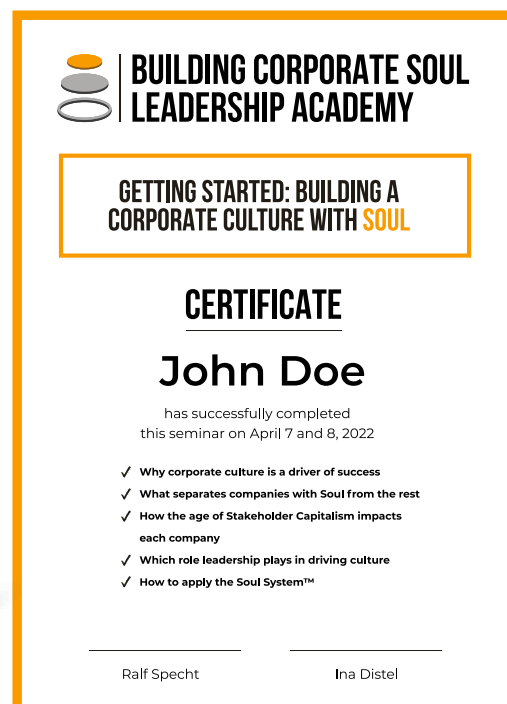 BUILDING CORPORATE SOUL
LEADERSHIP ACADEMY
GETTING STARTED: BUILDING A
CORPORATE CULTURE WITH SOUL
CERTIFICATE
John Doe
has successfully completed
this seminar on April 7 and 8, 2022
✓ Why corporate culture is a driver of success
✓ What separates companies with Soul from the rest
✓ How the age of Stakeholder Capitalism impacts
each company
✓ Which role leadership plays in driving culture
✓ How to apply the Soul System™
Ralf Specht
Ina Distel